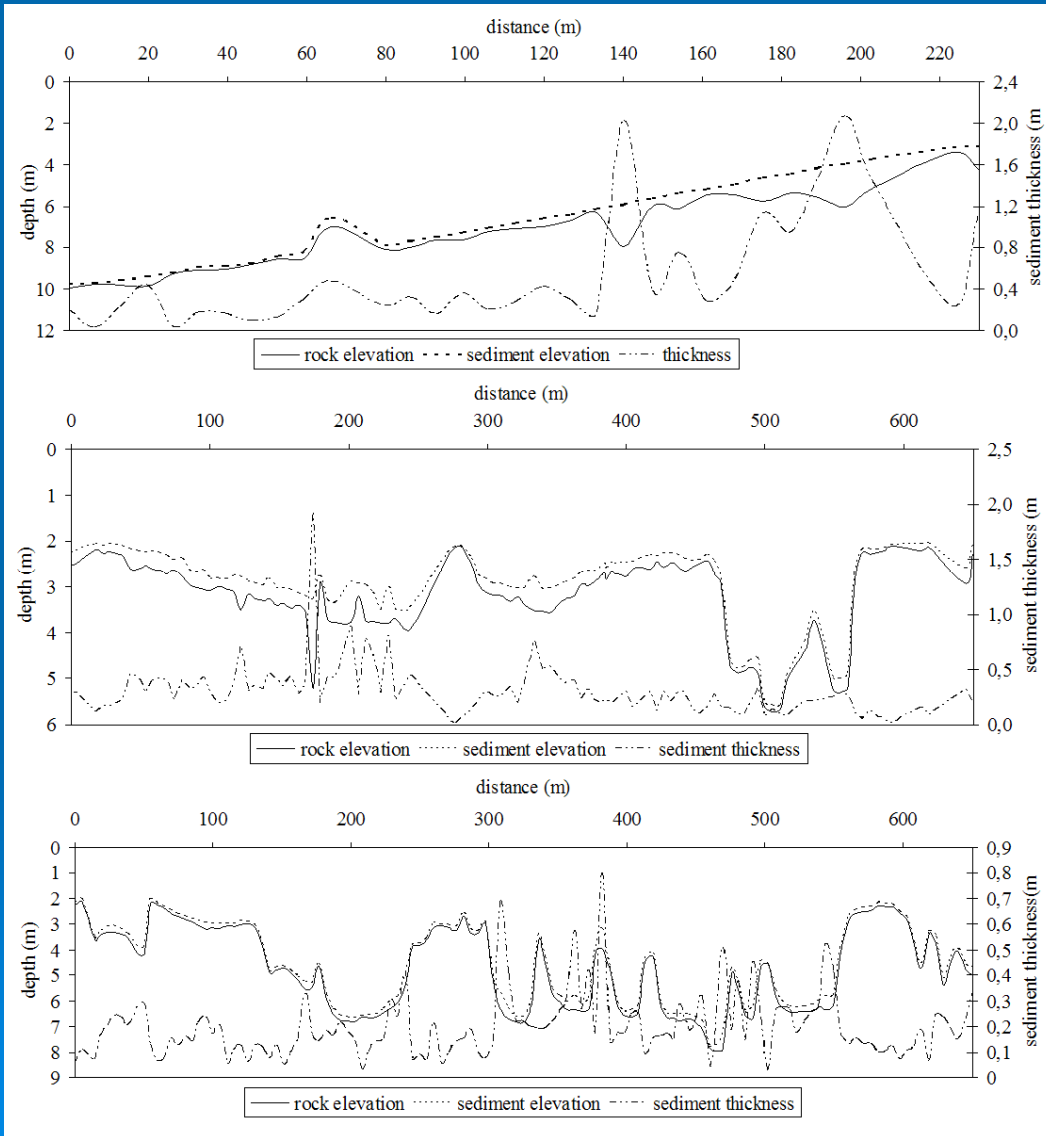 distance (m)
0 20 40 60 80 100 120 140 160 180 200 220
0 2,4
2 2,0
4 1,6
6 1,2
8 0,8
10 0,4
12 0,0
depth (m)
sediment thickness (m
rock elevation sediment elevation thickness
distance (m)
0 100 200 300 400 500 600
0 2,5
1 2,0
2 1,5
3 1,0
4 0,5
5 0,0
6
depth (m)
sediment thickness (m
rock elevation sediment elevation sediment thickness
distance (m)
0 100 200 300 400 500 600
0 0,9
1 0,8
2 0,7
3 0,6
4 0,5
5 0,4
6 0,3
7 0,2
8 0,1
9 0
depth (m)
sediment thickness(m
rock elevation sediment elevation sediment thickness